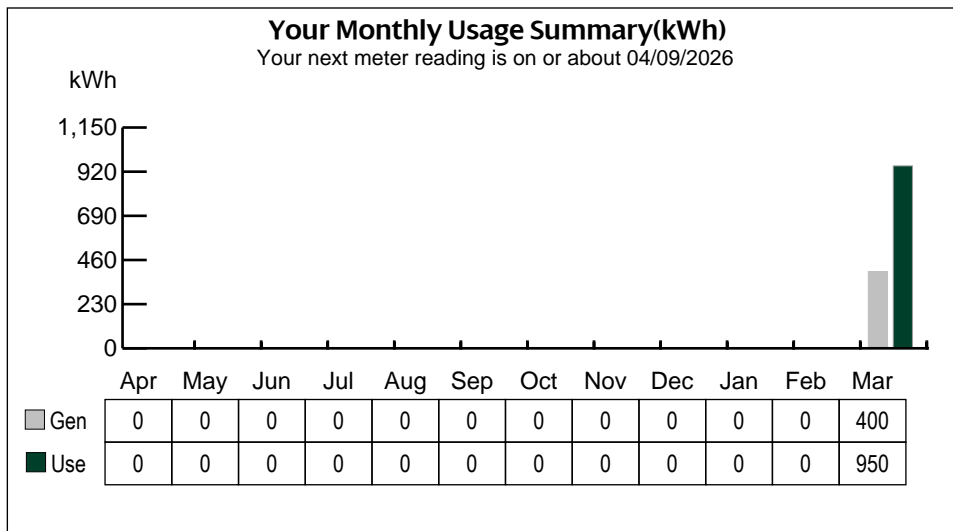 Your Monthly Usage Summary(kWh)
Your next meter reading is on or about 04/09/2026
kWh
1,150
920
690
460
230
0
Apr May Jun Jul Aug Sep Oct Nov Dec Jan Feb Mar
Gen 0 0 0 0 0 0 0 0 0 0 0 400
Use 0 0 0 0 0 0 0 0 0 0 0 950